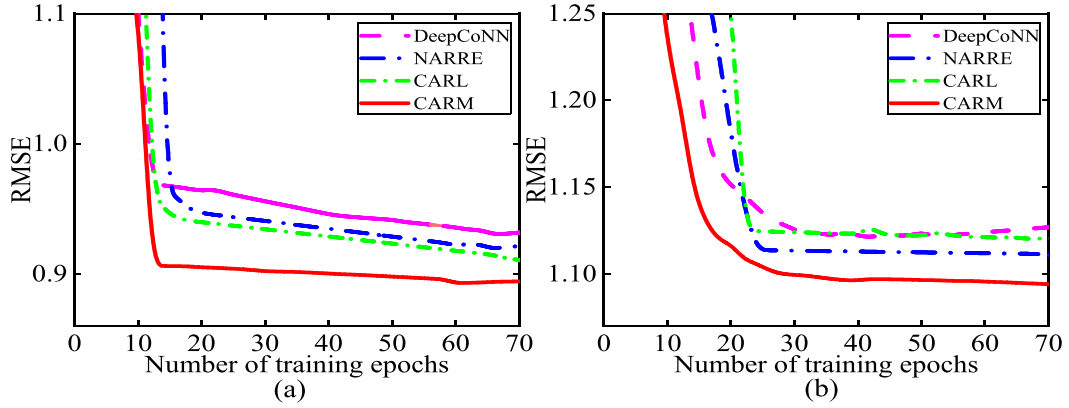 1.1
1.0
0.9
RMSE
DeepCoNN
NARRE
CARL
CARM
0 10 20 30 40 50 60 70
Number of training epochs
(a)
1.25
1.20
1.15
1.10
RMSE
DeepCoNN
NARRE
CARL
CARM
0 10 20 30 40 50 60 70
Number of training epochs
(b)